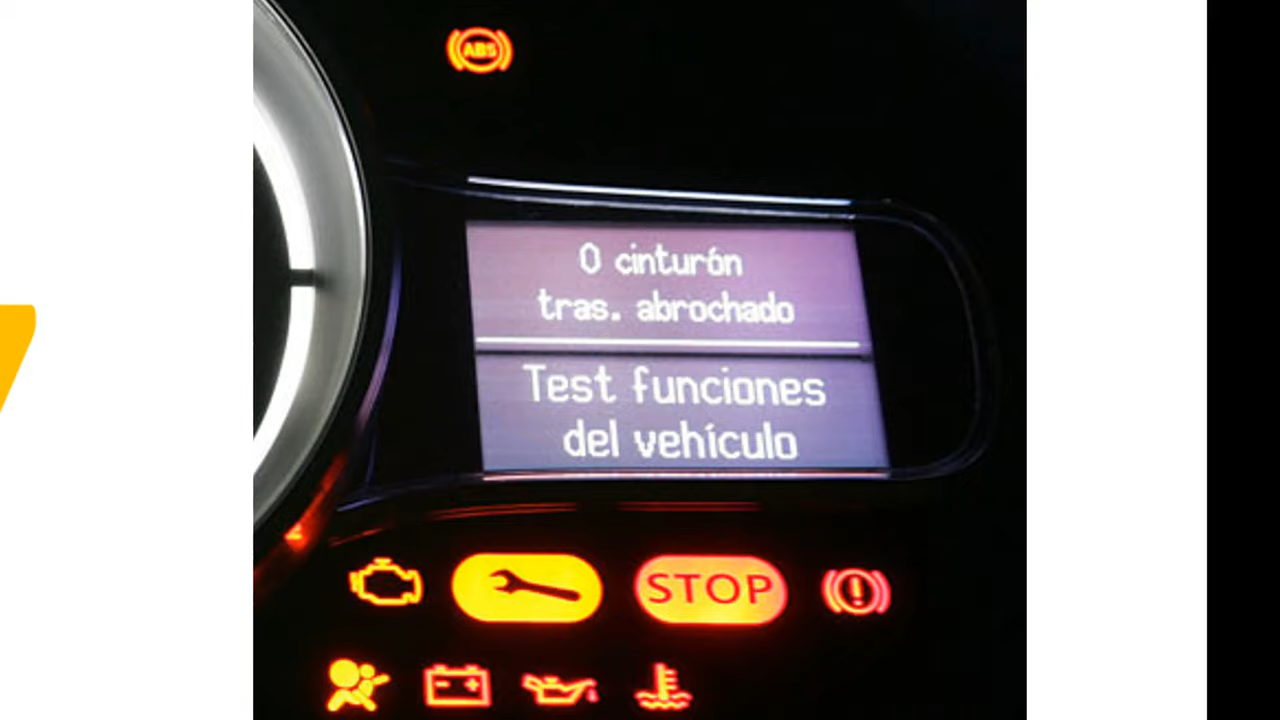 ABS
0 cinturón
tras. abrochado
Test funciones
del vehículo
STOP